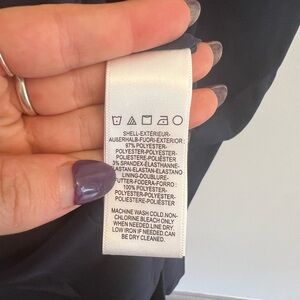 SHELL-EXTÉRIEUR-
AUßERHALB-FUORI-EXTERIOR :
97% POLYESTER-
POLYESTER-POLYESTER-
POLIESTERE-POLIÉSTER
3% SPANDEX-ÉLASTHANNE-
ELASTAN-ELASTAN-ELASTANO
LINING-DOUBLURE-
FUTTER-FODERA-FORRO :
100% POLYESTER-
POLYESTER-POLYESTER-
POLIESTERE-POLIÉSTER
MACHINE WASH COLD.NON-
CHLORINE BLEACH ONLY
WHEN NEEDED.LINE DRY.
LOW IRON IF NEEDED.CAN
BE DRY CLEANED.